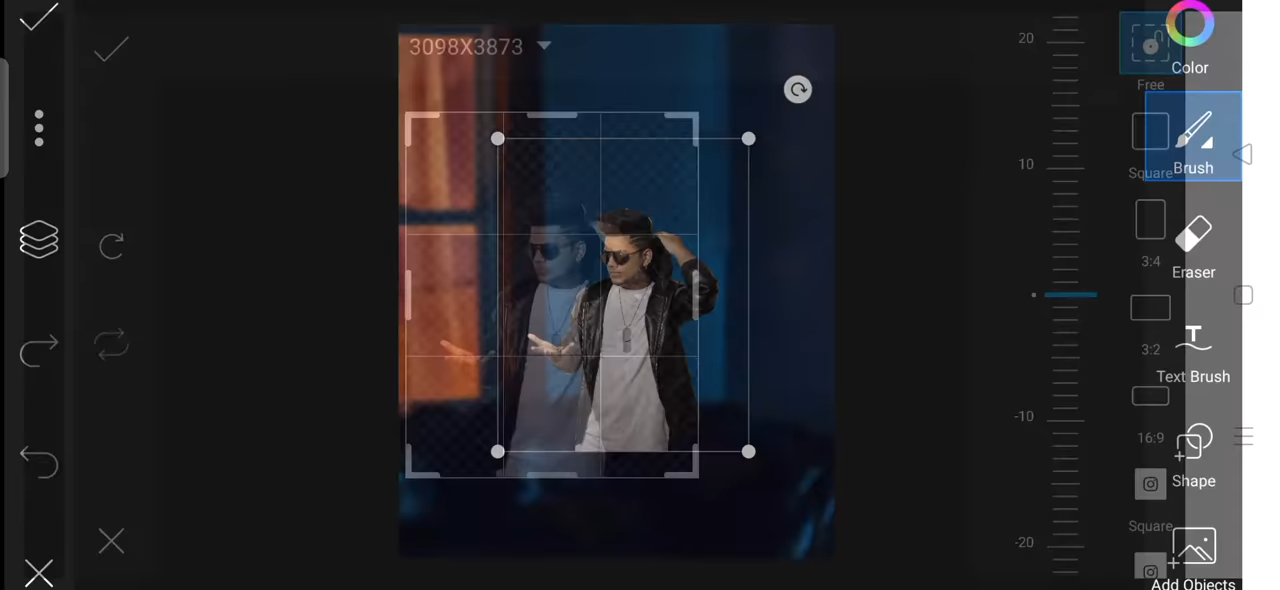 3098X3873
20
10
-10
-20
Free
Square
3:4
3:2
16:9
Square
Color
Brush
Eraser
Text Brush
Shape
Add Objects